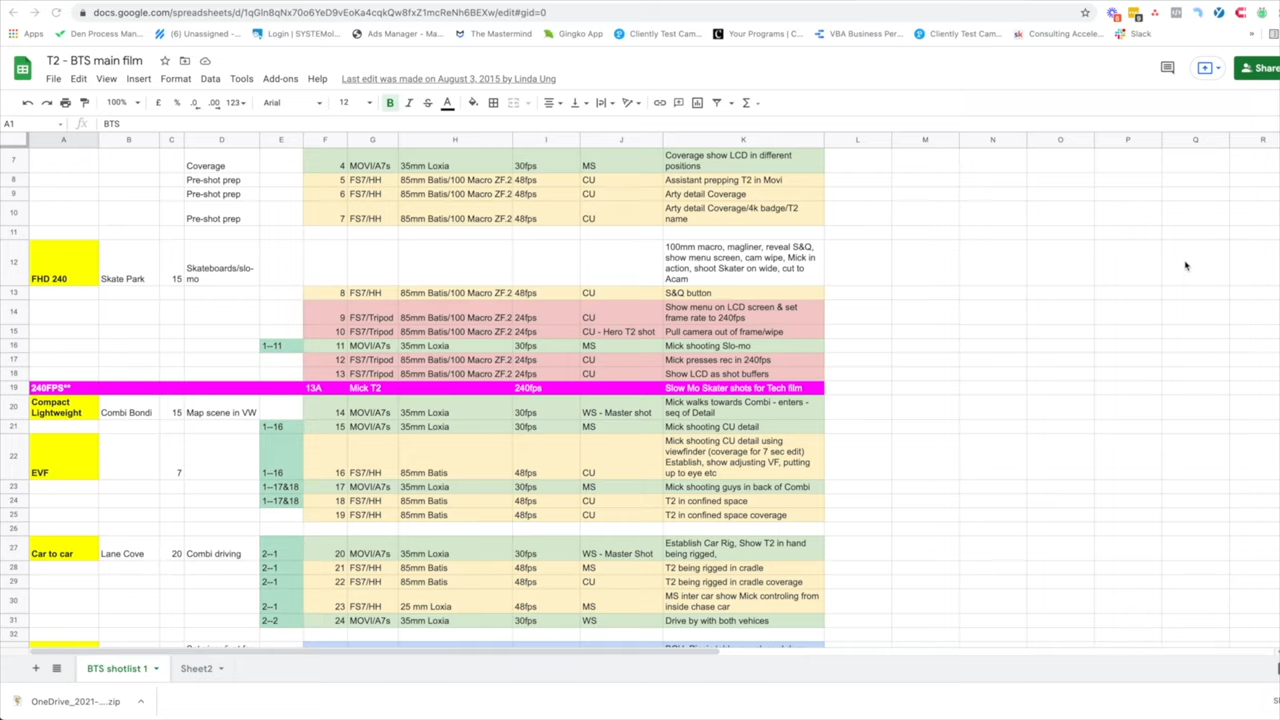 docs.google.com/spreadsheets/d/1qGIn8qNx70o6YeD9vEoKa4cqkQw8fxZ1mcReNh6BEXw/edit#gid=0
Apps Den Process Man... (6) Unassigned -... Login | SYSTEMol... Ads Manager - Ma... The Mastermind Gingko App Cliently Test Cam... Your Programs | C... VBA Business Per... Cliently Test Cam... Consulting Accele... Slack »
T2 - BTS main film
Share
File Edit View Insert Format Data Tools Add-ons Help Last edit was made on August 3, 2015 by Linda Ung
100% £ % .0 .00 123 Arial 12 B I S A
A1 fx BTS
A B C D E F G H I J K L M N O P Q R
7 Coverage 4 MOVI/A7s 35mm Loxia 30fps MS Coverage show LCD in different
positions
8 Pre-shot prep 5 FS7/HH 85mm Batis/100 Macro ZF.2 48fps CU Assistant prepping T2 in Movi
9 Pre-shot prep 6 FS7/HH 85mm Batis/100 Macro ZF.2 48fps CU Arty detail Coverage
10 Pre-shot prep 7 FS7/HH 85mm Batis/100 Macro ZF.2 48fps CU Arty detail Coverage/4k badge/T2
name
11
12 FHD 240 Skate Park 15 Skateboards/slo-
mo 100mm macro, magliner, reveal S&Q,
show menu screen, cam wipe, Mick in
action, shoot Skater on wide, cut to
Acam
13 8 FS7/HH 85mm Batis/100 Macro ZF.2 48fps CU S&Q button
14 9 FS7/Tripod 85mm Batis/100 Macro ZF.2 24fps CU Show menu on LCD screen & set
frame rate to 240fps
15 10 FS7/Tripod 85mm Batis/100 Macro ZF.2 24fps CU - Hero T2 shot Pull camera out of frame/wipe
16 1--11 11 MOVI/A7s 35mm Loxia 30fps MS Mick shooting Slo-mo
17 12 FS7/Tripod 85mm Batis/100 Macro ZF.2 24fps CU Mick presses rec in 240fps
18 13 FS7/Tripod 85mm Batis/100 Macro ZF.2 24fps CU Show LCD as shot buffers
19 240FPS** 13A Mick T2 240fps Slow Mo Skater shots for Tech film
20 Compact
Lightweight Combi Bondi 15 Map scene in VW 14 MOVI/A7s 35mm Loxia 30fps WS - Master shot Mick walks towards Combi - enters -
seq of Detail
21 1--16 15 MOVI/A7s 35mm Loxia 30fps MS Mick shooting CU detail
22 EVF 7 1--16 16 FS7/HH 85mm Batis 48fps CU Mick shooting CU detail using
viewfinder (coverage for 7 sec edit)
Establish, show adjusting VF, putting
up to eye etc
23 1--17&18 17 MOVI/A7s 35mm Loxia 30fps MS Mick shooting guys in back of Combi
24 1--17&18 18 FS7/HH 85mm Batis 48fps CU T2 in confined space
25 19 FS7/HH 85mm Batis 48fps CU T2 in confined space coverage
26
27 Car to car Lane Cove 20 Combi driving 2--1 20 MOVI/A7s 35mm Loxia 30fps WS - Master Shot Establish Car Rig, Show T2 in hand
being rigged,
28 2--1 21 FS7/HH 85mm Batis 48fps MS T2 being rigged in cradle
29 2--1 22 FS7/HH 85mm Batis 48fps CU T2 being rigged in cradle coverage
30 2--1 23 FS7/HH 25 mm Loxia 48fps MS MS inter car show Mick controling from
inside chase car
31 2--2 24 MOVI/A7s 35mm Loxia 30fps WS Drive by with both vehices
32
BTS shotlist 1 Sheet2
OneDrive_2021-....zip